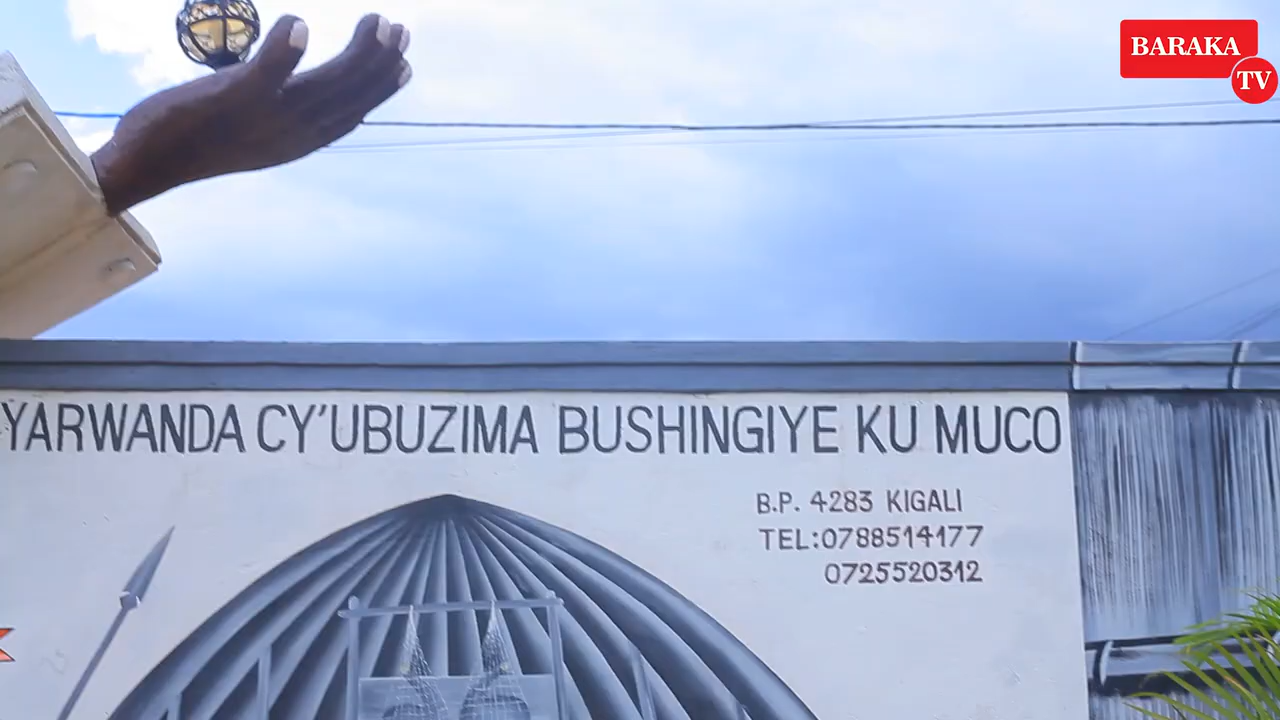 BARAKA
TV
YARWANDA CY'UBUZIMA BUSHINGIYE KU MUCO
B.P. 4283 KIGALI
TEL:0788514177
0725520312